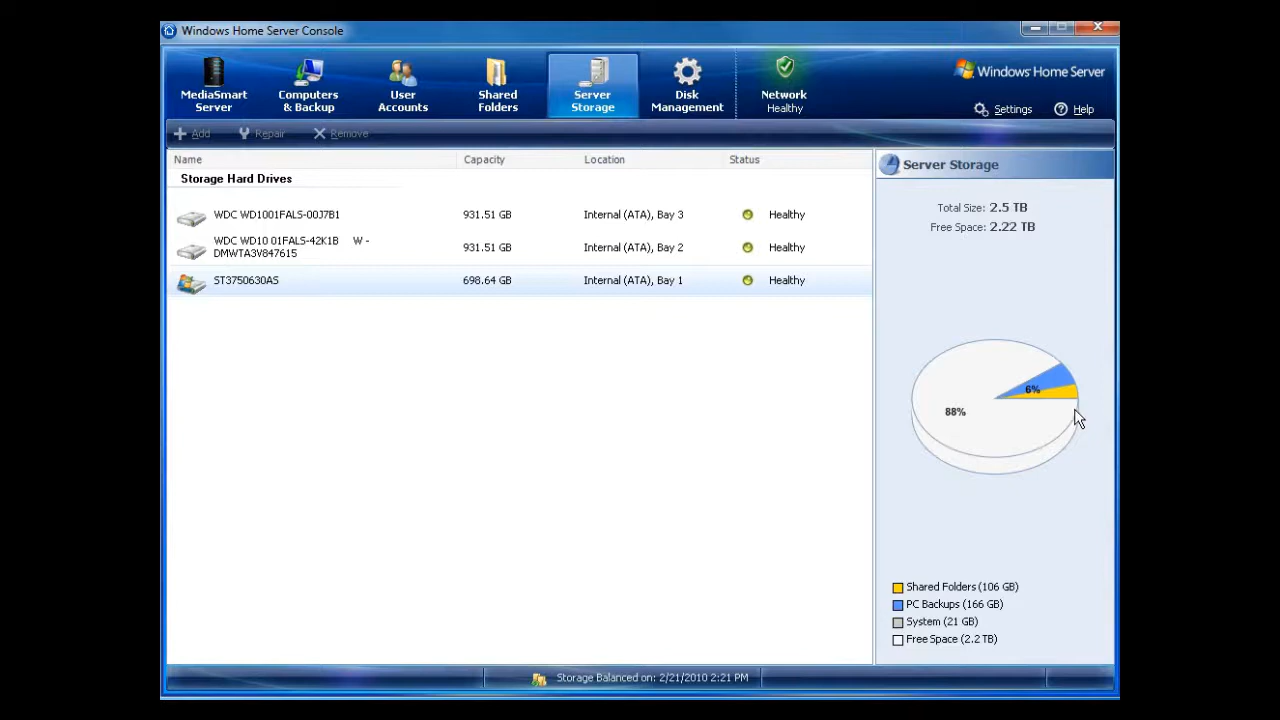 Windows Home Server Console
MediaSmart
Server
Computers
& Backup
User
Accounts
Shared
Folders
Server
Storage
Disk
Management
Network
Healthy
Windows Home Server
Settings
Help
Add
Repair
Remove
Name
Capacity
Location
Status
Storage Hard Drives
WDC WD1001FALS-00J7B1
931.51 GB
Internal (ATA), Bay 3
Healthy
WDC WD10 01FALS-42K1B W -
DMWTA3V847615
931.51 GB
Internal (ATA), Bay 2
Healthy
ST3750630AS
698.64 GB
Internal (ATA), Bay 1
Healthy
Server Storage
Total Size: 2.5 TB
Free Space: 2.22 TB
6%
88%
Shared Folders (106 GB)
PC Backups (166 GB)
System (21 GB)
Free Space (2.2 TB)
Storage Balanced on: 2/21/2010 2:21 PM